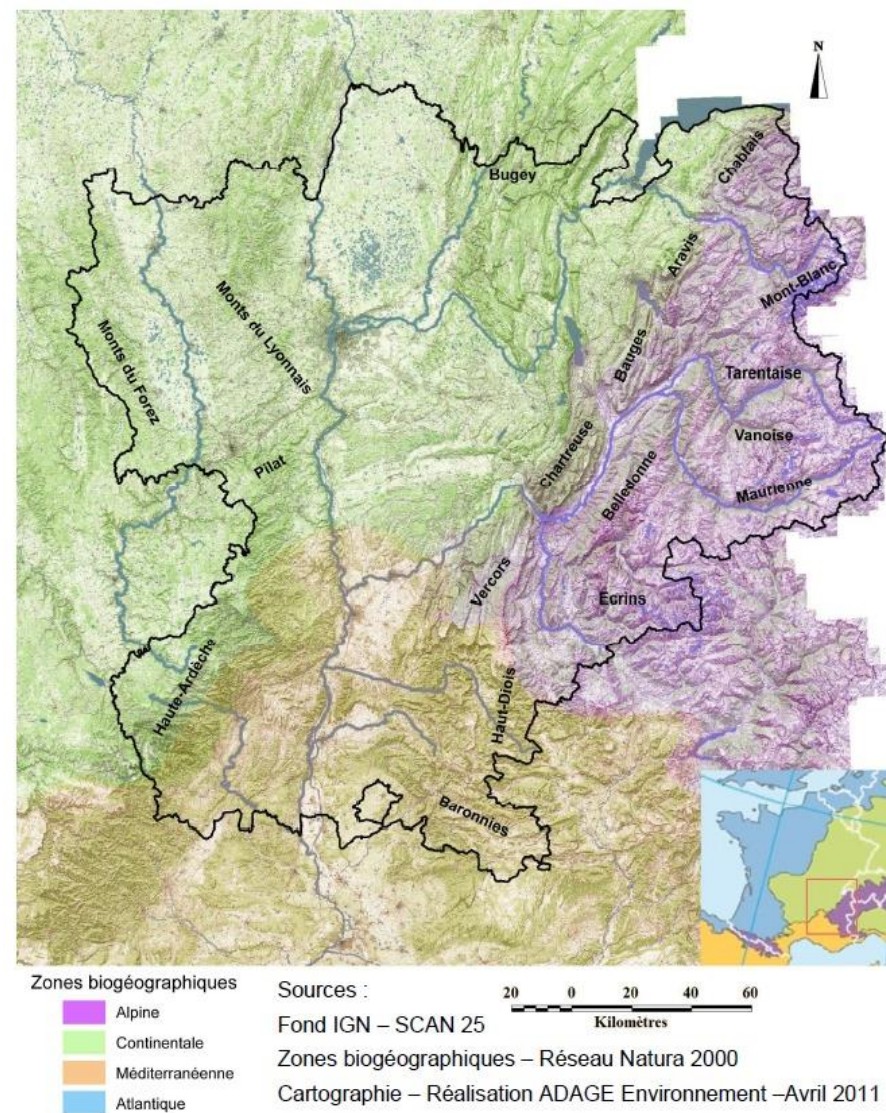 N
Chablais
Bugey
Aravis
Mont-Blanc
Monts du Lyonnais
Monts du Forez
Bauges
Tarentaise
Vanoise
Chartreuse
Pilat
Belledonne
Maurienne
Vercors
Ecrins
Haute-Ardèche
Haut-Diois
Baronnies
Zones biogéographiques
Alpine
Continentale
Méditerranéenne
Atlantique
Sources :
Fond IGN – SCAN 25
20 0 20 40 60
Kilomètres
Zones biogéographiques – Réseau Natura 2000
Cartographie – Réalisation ADAGE Environnement –Avril 2011